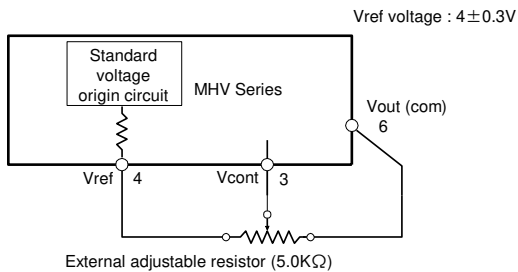 Vref voltage : 4±0.3V
Standard
voltage
origin circuit
MHV Series
Vout (com)
6
Vref 4
Vcont 3
External adjustable resistor (5.0KΩ)